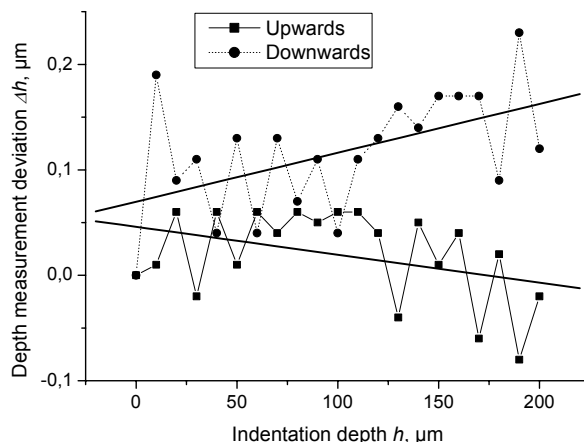 Upwards
Downwards
Depth measurement deviation Δh, μm
0,2
0,1
0,0
-0,1
0
50
100
150
200
Indentation depth h, μm